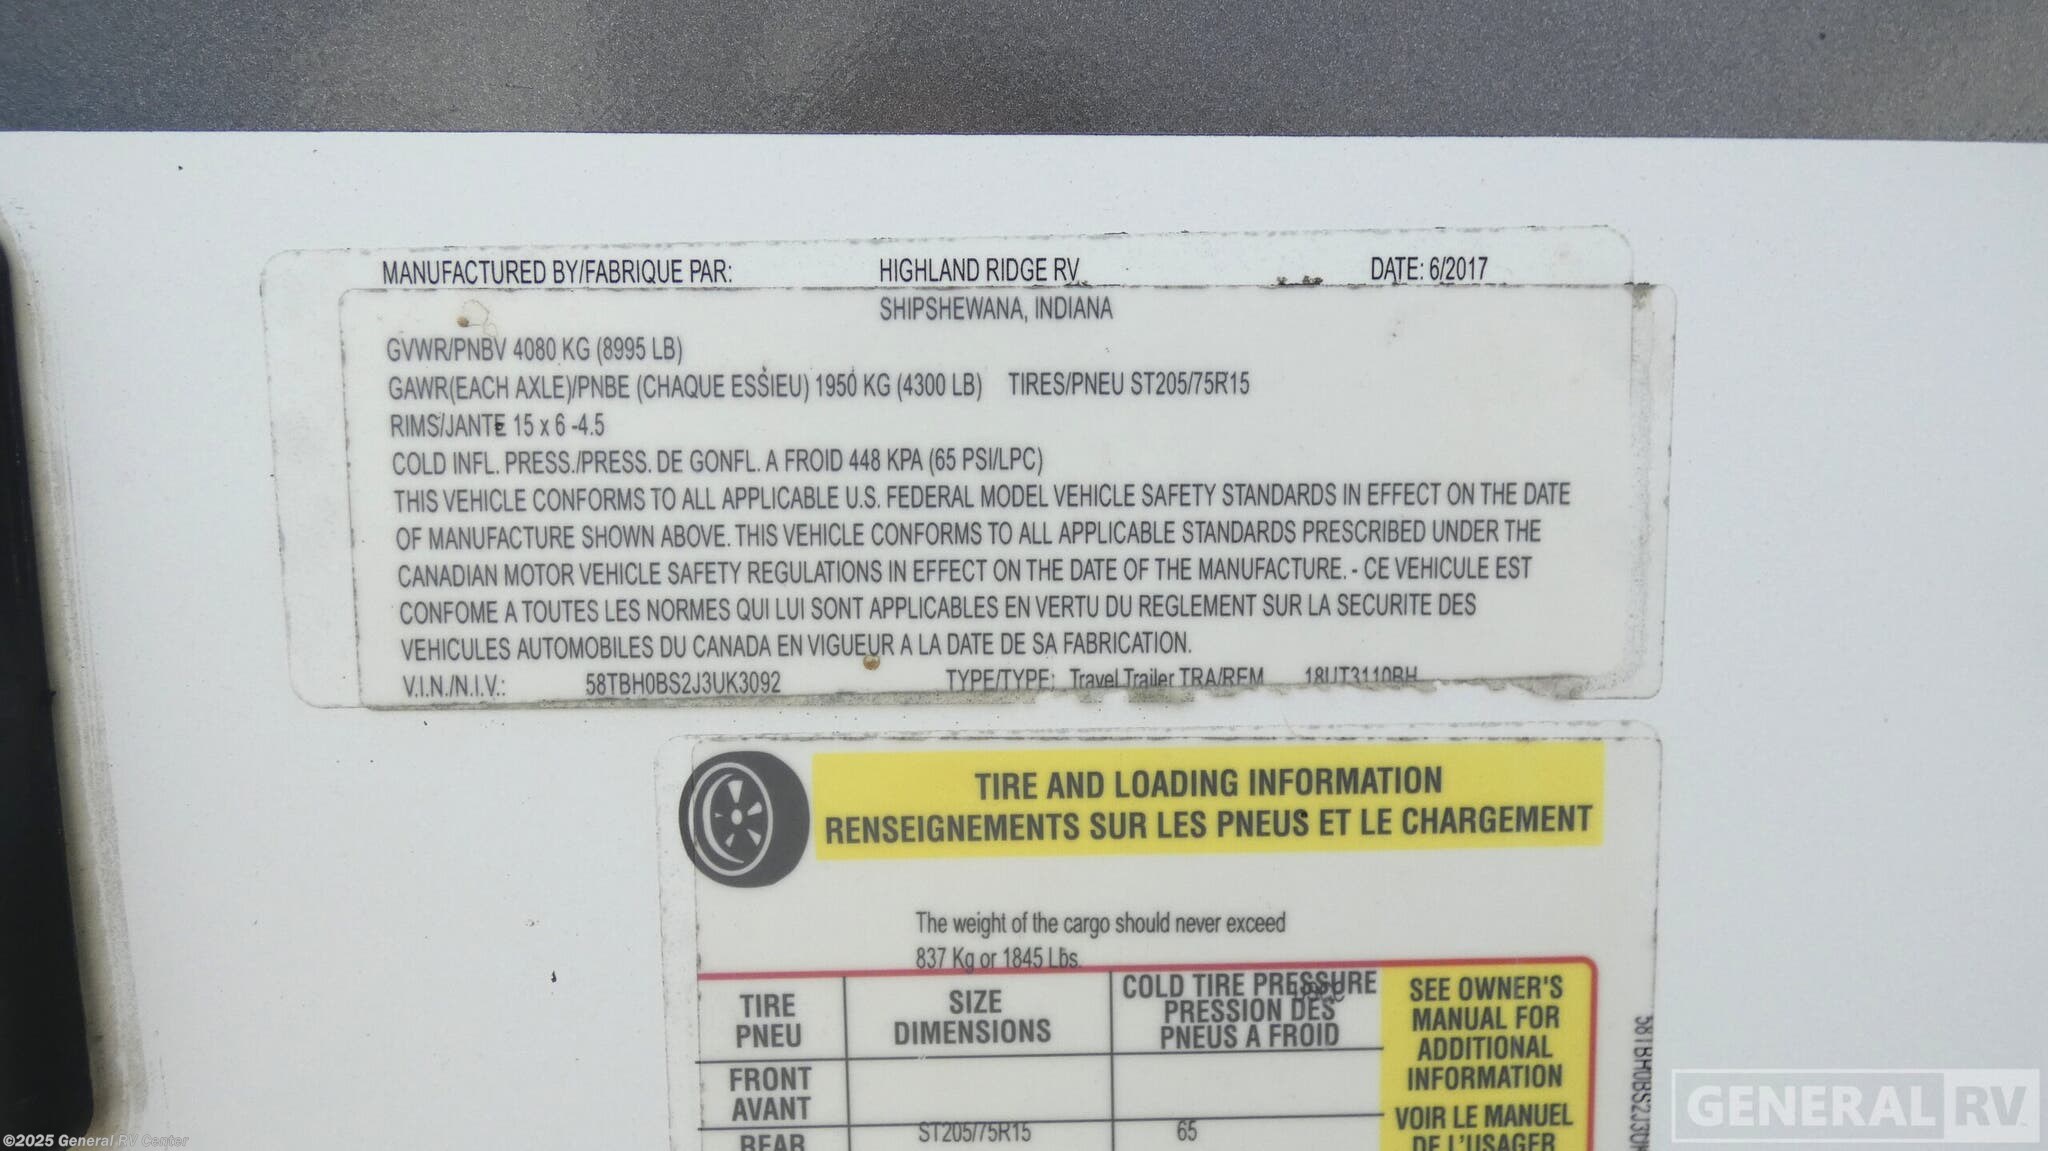 MANUFACTURED BY/FABRIQUE PAR: HIGHLAND RIDGE RV DATE: 6/2017
SHIPSHEWANA, INDIANA
GVWR/PNBV 4080 KG (8995 LB)
GAWR(EACH AXLE)/PNBE (CHAQUE ESSIEU) 1950 KG (4300 LB) TIRES/PNEU ST205/75R15
RIMS/JANTE 15 x 6 -4.5
COLD INFL. PRESS./PRESS. DE GONFL. A FROID 448 KPA (65 PSI/LPC)
THIS VEHICLE CONFORMS TO ALL APPLICABLE U.S. FEDERAL MODEL VEHICLE SAFETY STANDARDS IN EFFECT ON THE DATE
OF MANUFACTURE SHOWN ABOVE. THIS VEHICLE CONFORMS TO ALL APPLICABLE STANDARDS PRESCRIBED UNDER THE
CANADIAN MOTOR VEHICLE SAFETY REGULATIONS IN EFFECT ON THE DATE OF THE MANUFACTURE. - CE VEHICULE EST
CONFOME A TOUTES LES NORMES QUI LUI SONT APPLICABLES EN VERTU DU REGLEMENT SUR LA SECURITE DES
VEHICULES AUTOMOBILES DU CANADA EN VIGUEUR A LA DATE DE SA FABRICATION.
V.I.N./N.I.V.: 58TBH0BS2J3UK3092 TYPE/TYPE: Travel Trailer TRA/REM 18UT3110BH
TIRE AND LOADING INFORMATION
RENSEIGNEMENTS SUR LES PNEUS ET LE CHARGEMENT
The weight of the cargo should never exceed
837 Kg or 1845 Lbs.
TIRE
PNEU
SIZE
DIMENSIONS
COLD TIRE PRESSURE
PRESSION DES
PNEUS A FROID
SEE OWNER'S
MANUAL FOR
ADDITIONAL
INFORMATION
VOIR LE MANUEL
DE L'USAGER
FRONT
AVANT
REAR ST205/75R15 65
GENERAL RV
©2025 General RV Center